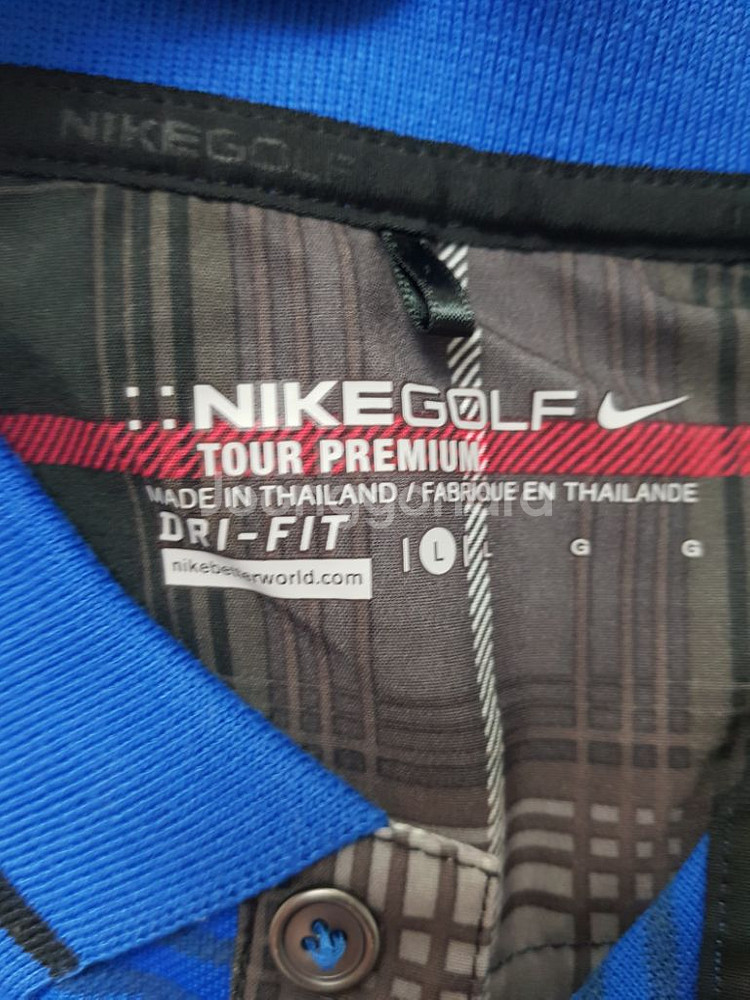 NIKEGOLF
NIKEGOLF
TOUR PREMIUM
MADE IN THAILAND / FABRIQUE EN THAILANDE
DRI-FIT
L G G
nikebetterworld.com